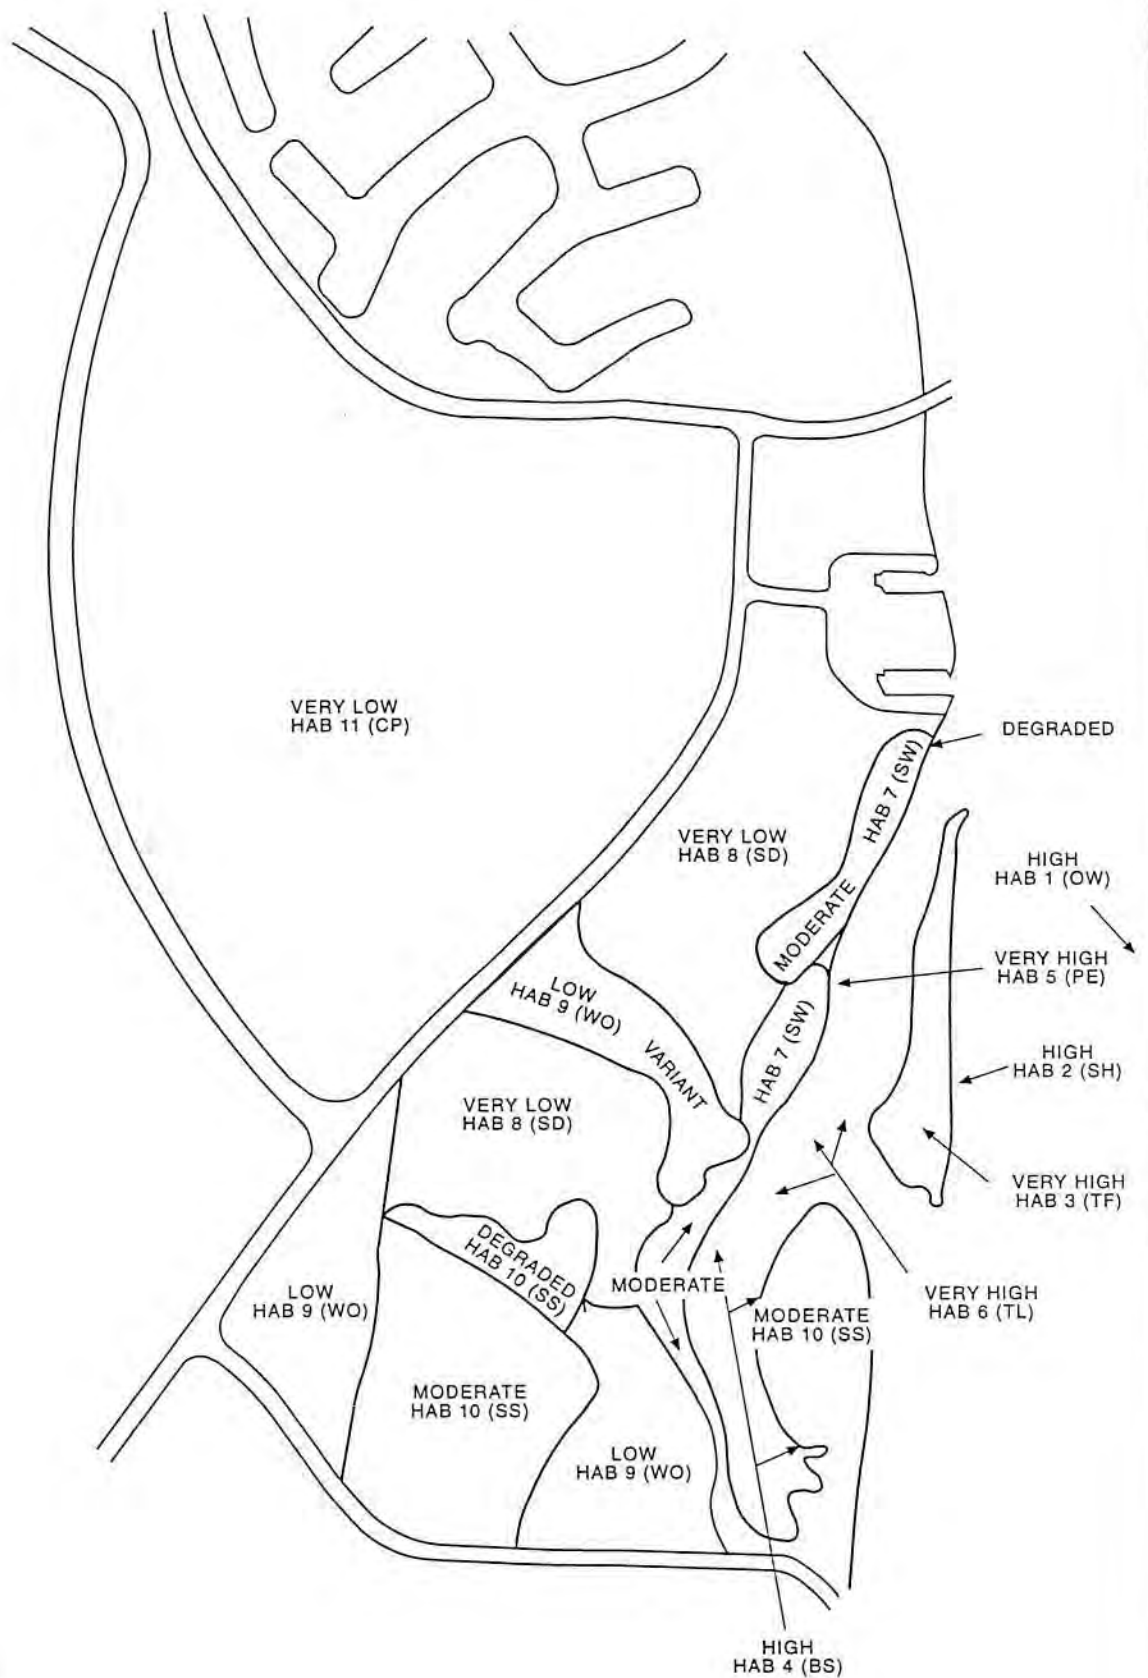 VERY LOW
HAB 11 (CP)
DEGRADED
HAB 7 (SW)
MODERATE
VERY LOW
HAB 8 (SD)
HIGH
HAB 1 (OW)
VERY HIGH
HAB 5 (PE)
LOW
HAB 9 (WO)
VARIANT
HAB 7 (SW)
HIGH
HAB 2 (SH)
VERY LOW
HAB 8 (SD)
VERY HIGH
HAB 3 (TF)
DEGRADED
HAB 10 (SS)
MODERATE
LOW
HAB 9 (WO)
VERY HIGH
HAB 6 (TL)
MODERATE
HAB 10 (SS)
MODERATE
HAB 10 (SS)
LOW
HAB 9 (WO)
HIGH
HAB 4 (BS)